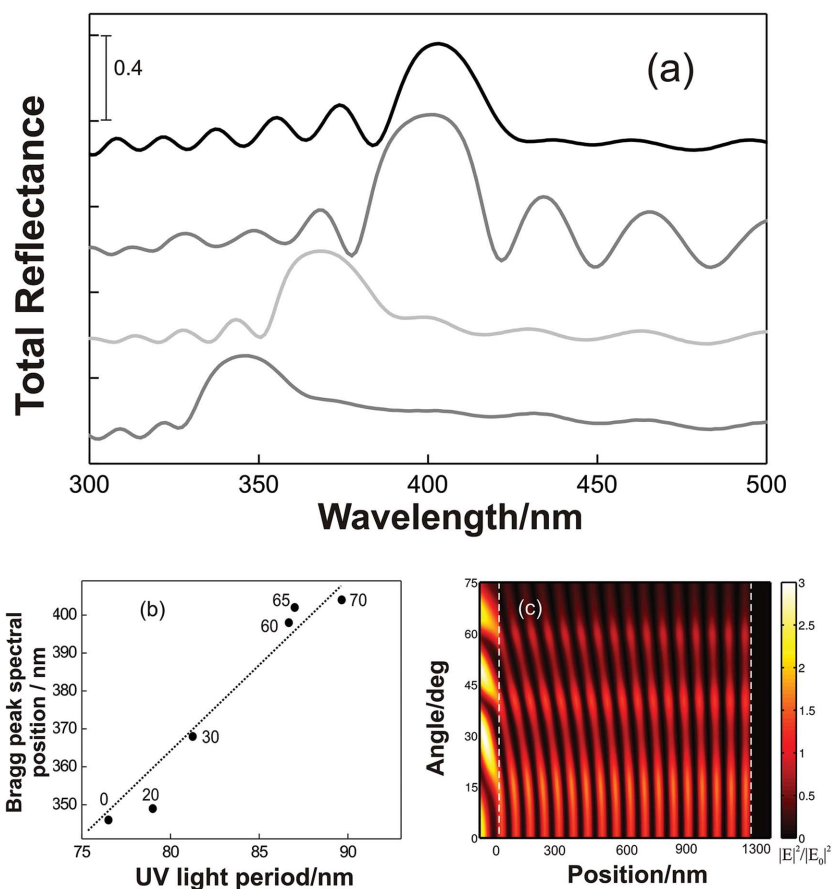 (a)
0.4
Total Reflectance
300 350 400 450 500
Wavelength/nm
(b)
400
390
380
370
360
350
0
20
30
60
65
70
75 80 85 90
Bragg peak spectral
position / nm
UV light period/nm
(c)
75
60
45
30
15
0
Angle/deg
0 300 600 900 1300
Position/nm
3
2.5
2
1.5
1
0.5
0
|E|²/|E₀|²